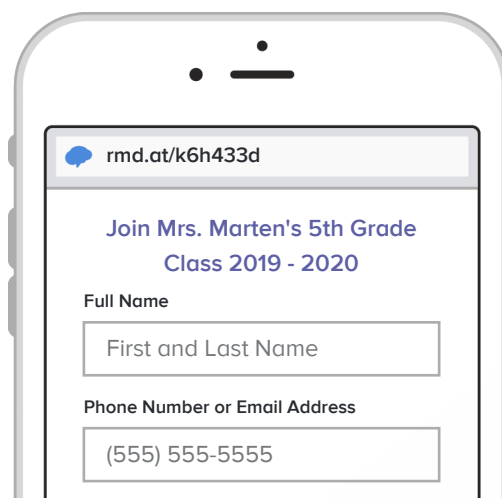 rmd.at/k6h433d
Join Mrs. Marten's 5th Grade
Class 2019 - 2020
Full Name
First and Last Name
Phone Number or Email Address
(555) 555-5555